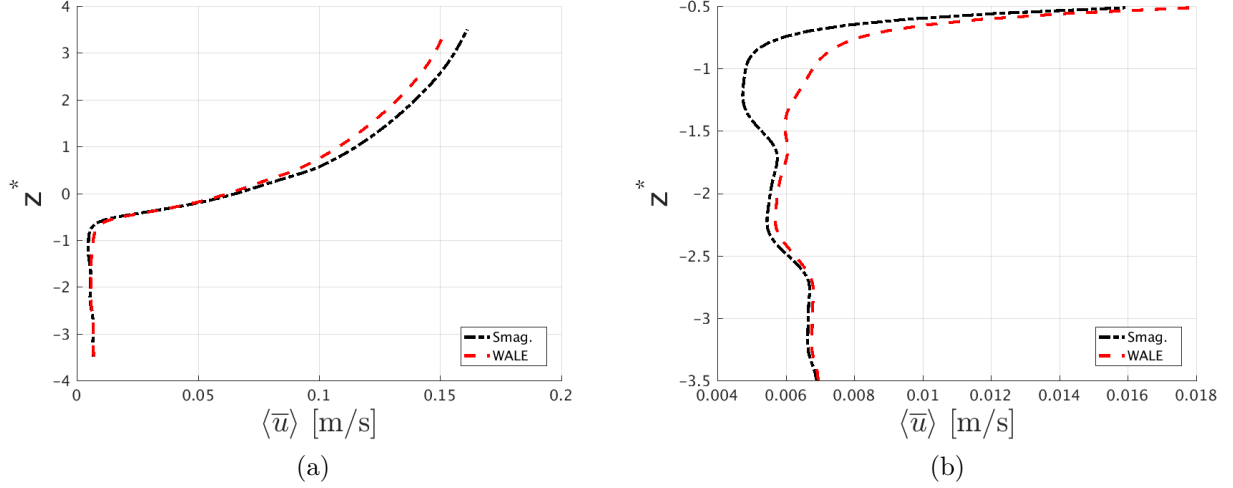 4
3
2
1
0
−1
−2
−3
−4
z*
0
0.05
0.1
0.15
0.2
⟨u̅⟩ [m/s]
Smag.
WALE
(a)
−0.5
−1
−1.5
−2
−2.5
−3
−3.5
z*
0.004
0.006
0.008
0.01
0.012
0.014
0.016
0.018
⟨u̅⟩ [m/s]
Smag.
WALE
(b)